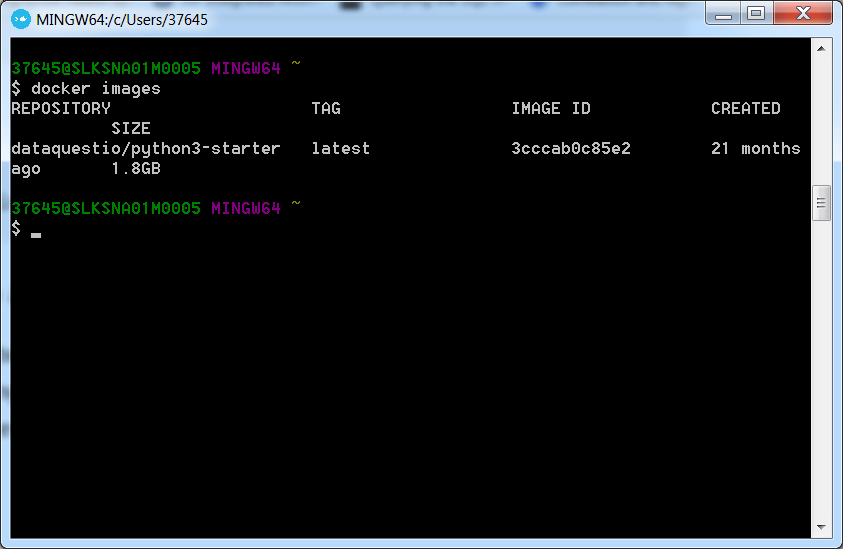 MINGW64:/c/Users/37645
37645@SLKSNA01M0005 MINGW64 ~
$ docker images
REPOSITORY TAG IMAGE ID CREATED
SIZE
dataquestio/python3-starter latest 3cccab0c85e2 21 months
ago 1.8GB
37645@SLKSNA01M0005 MINGW64 ~
$